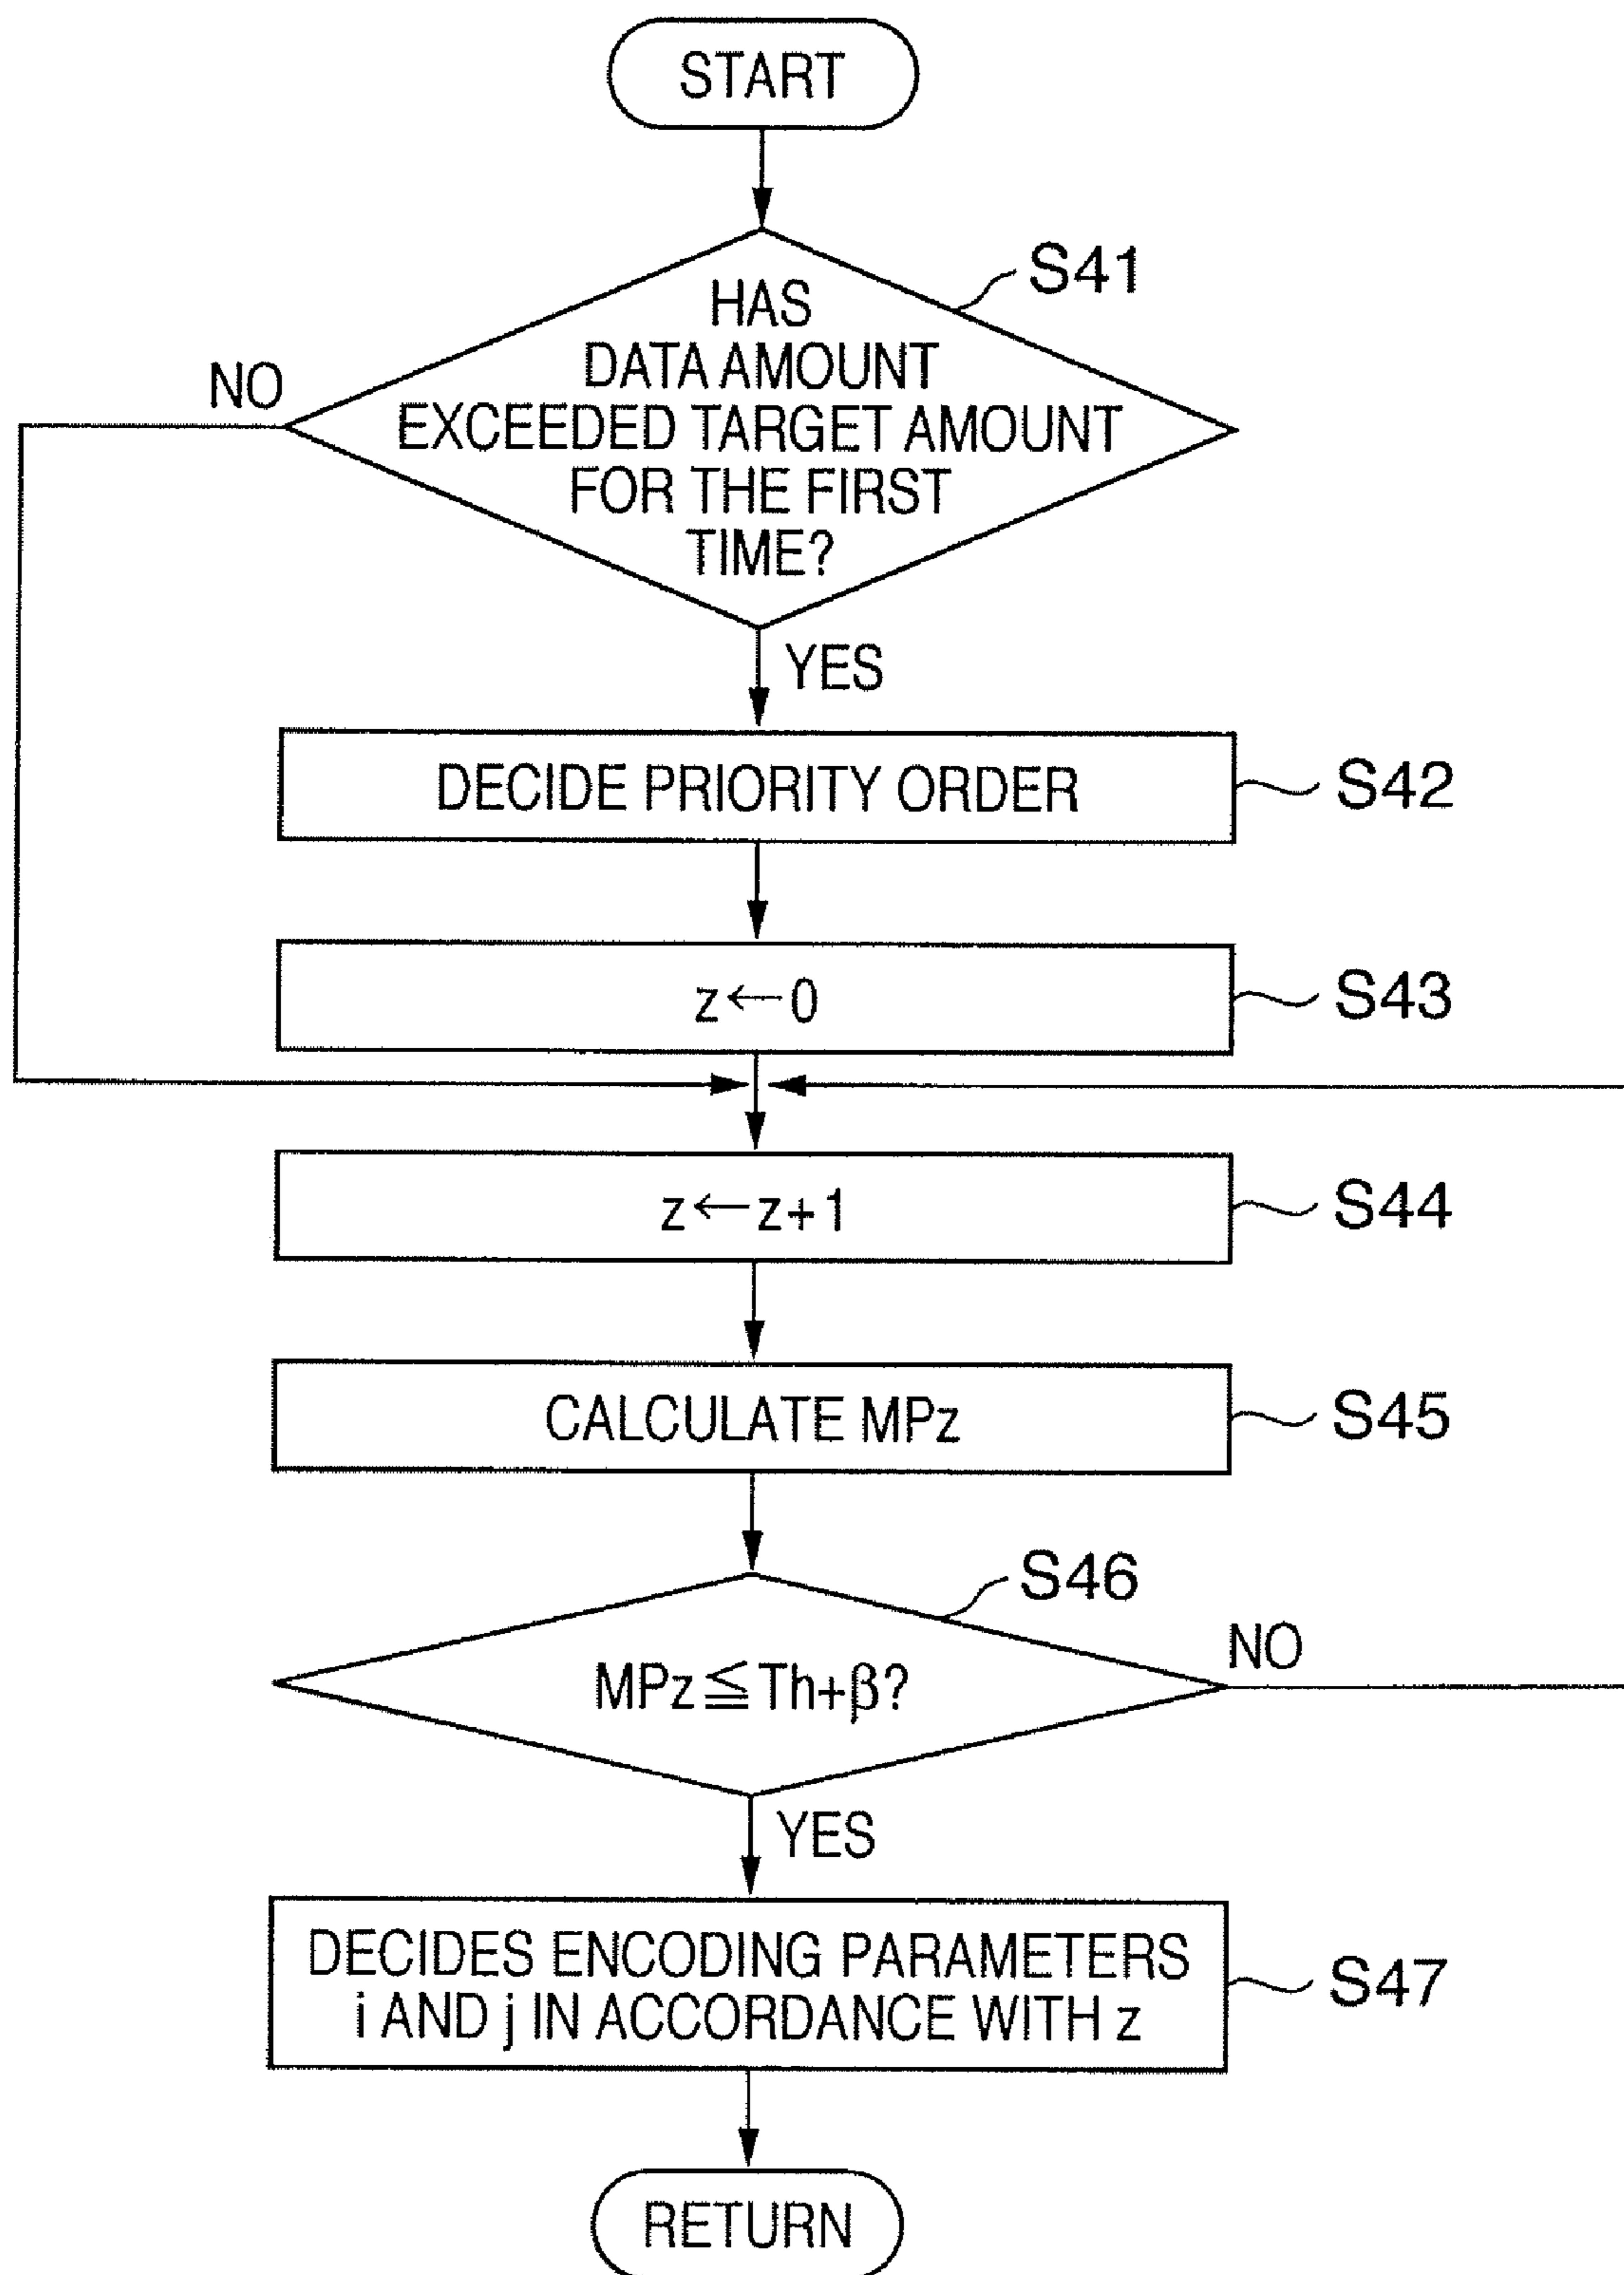 START
S41
HAS
DATA AMOUNT
EXCEEDED TARGET AMOUNT
FOR THE FIRST
TIME?
NO
YES
DECIDE PRIORITY ORDER
S42
z←0
S43
z←z+1
S44
CALCULATE MPz
S45
S46
MPz≦Th+β?
NO
YES
DECIDES ENCODING PARAMETERS
i AND j IN ACCORDANCE WITH z
S47
RETURN